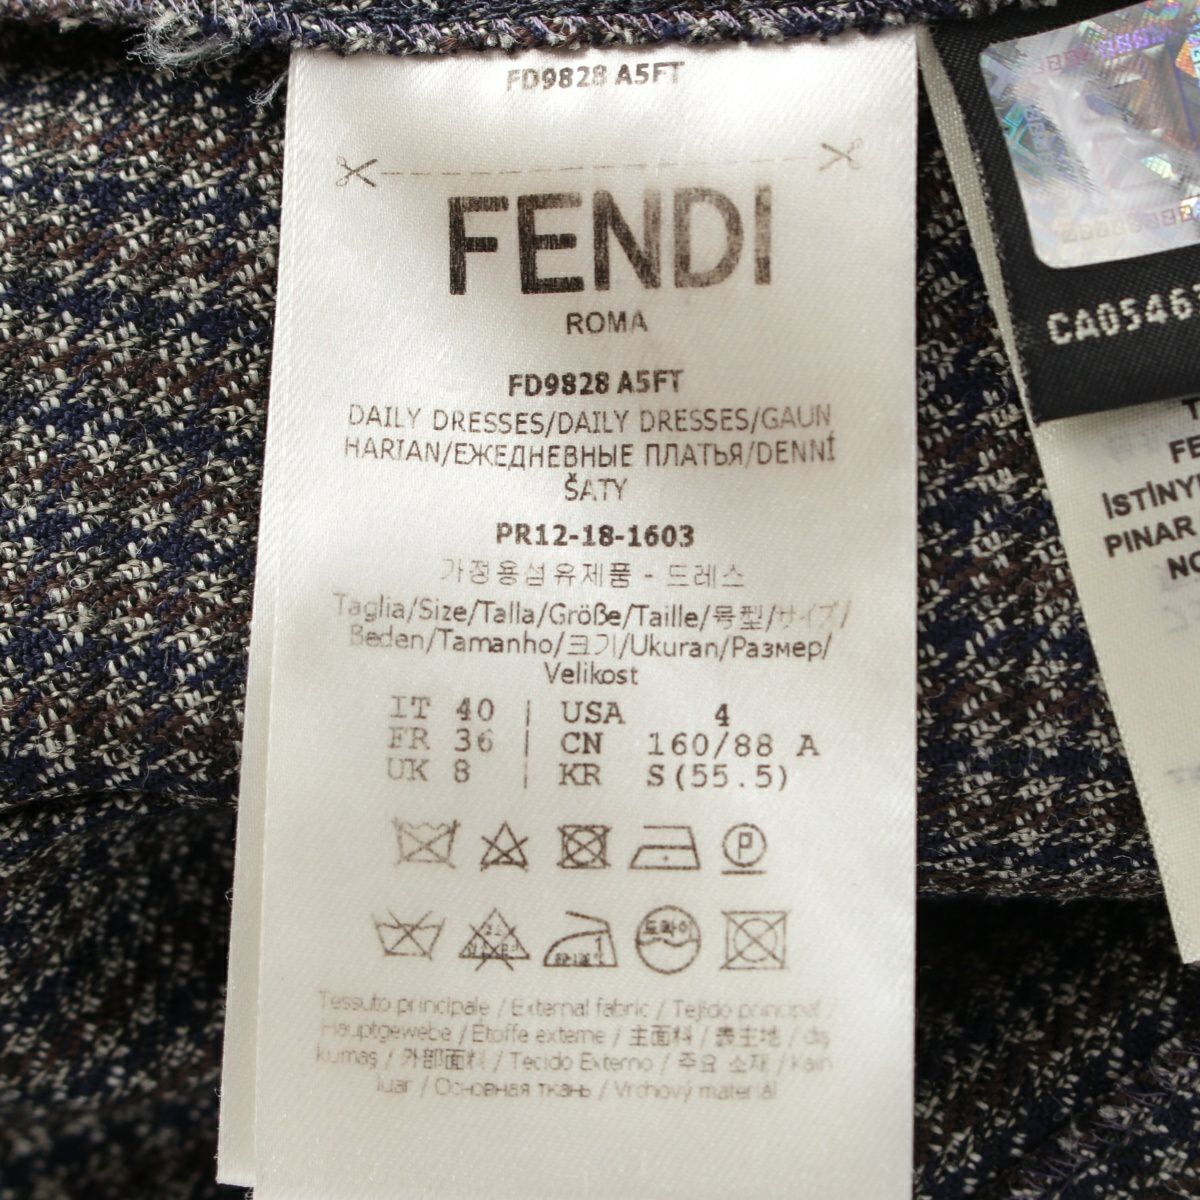 FD9828 A5FT
FENDI
ROMA
FD9828 A5FT
DAILY DRESSES/DAILY DRESSES/GAUN
HARIAN/ЕЖЕДНЕВНЫЕ ПЛАТЬЯ/DENNÍ
ŠATY
PR12-18-1603
가정용섬유제품 - 드레스
Taglia/Size/Talla/Größe/Taille/号型/サイズ/
Beden/Tamanho/크기/Ukuran/Размер/
Velikost
IT 40 | USA 4
FR 36 | CN 160/88 A
UK 8 | KR S(55.5)
P
드라이
Tessuto principale / External fabric / Tejido principal /
Hauptgewebe / Étoffe externe / 主面料 / 表生地 / dış
kumaş / 外部面料 / Tecido Externo / 주요 소재 / Kain
luar / Основная ткань / Vrchový materiál
CA0546
FE
İSTİNY
PINAR
NO